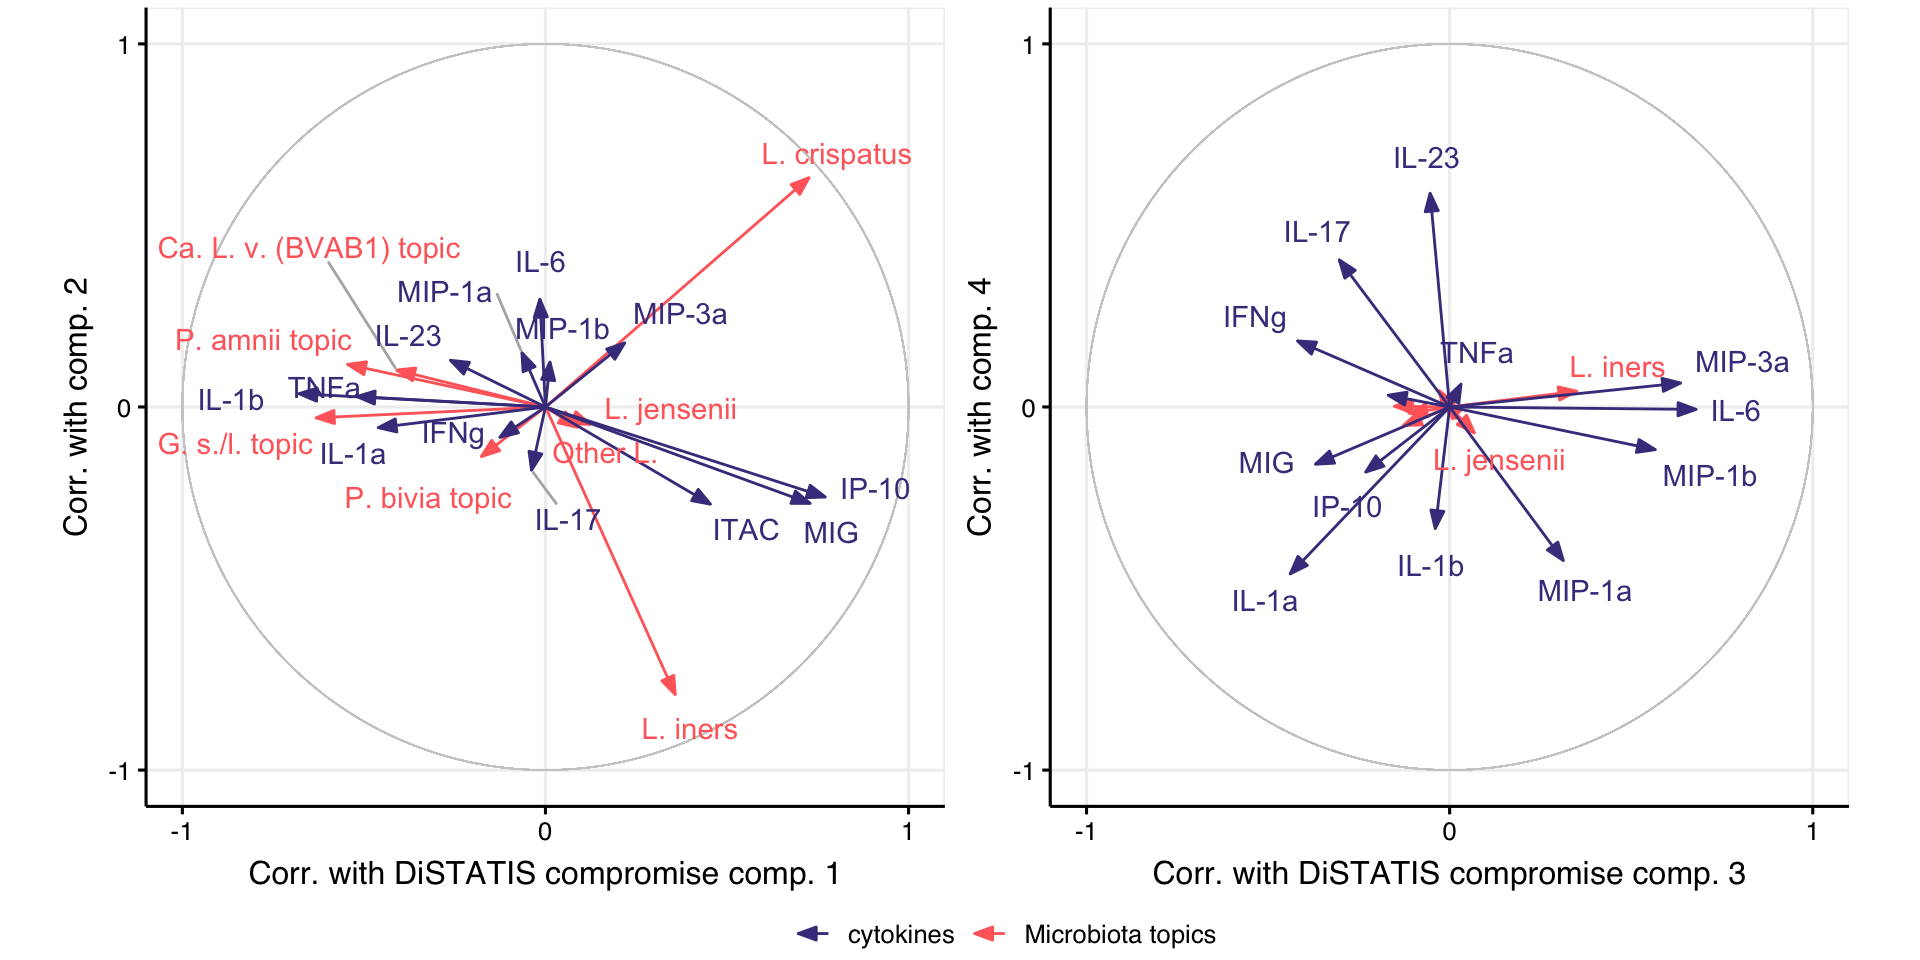 1
L. crispatus
Ca. L. v. (BVAB1) topic
IL-6
MIP-1a
MIP-3a
MIP-1b
IL-23
P. amnii topic
TNFa
IL-1b
0
L. jensenii
IFNg
G. s./l. topic
IL-1a
Other L.
P. bivia topic
IL-17
IP-10
ITAC
MIG
L. iners
-1
-1
0
1
Corr. with comp. 2
Corr. with DiSTATIS compromise comp. 1
1
IL-23
IL-17
IFNg
TNFa
L. iners
MIP-3a
0
IL-6
MIG
L. jensenii
MIP-1b
IP-10
IL-1b
MIP-1a
IL-1a
-1
-1
0
1
Corr. with comp. 4
Corr. with DiSTATIS compromise comp. 3
cytokines
Microbiota topics